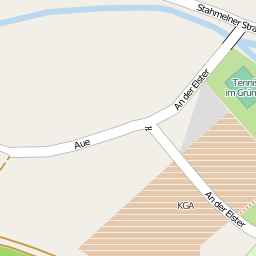 Stahmelner Stra
An der Elster
Tennis
im Grün
Aue
KGA
An der Elster